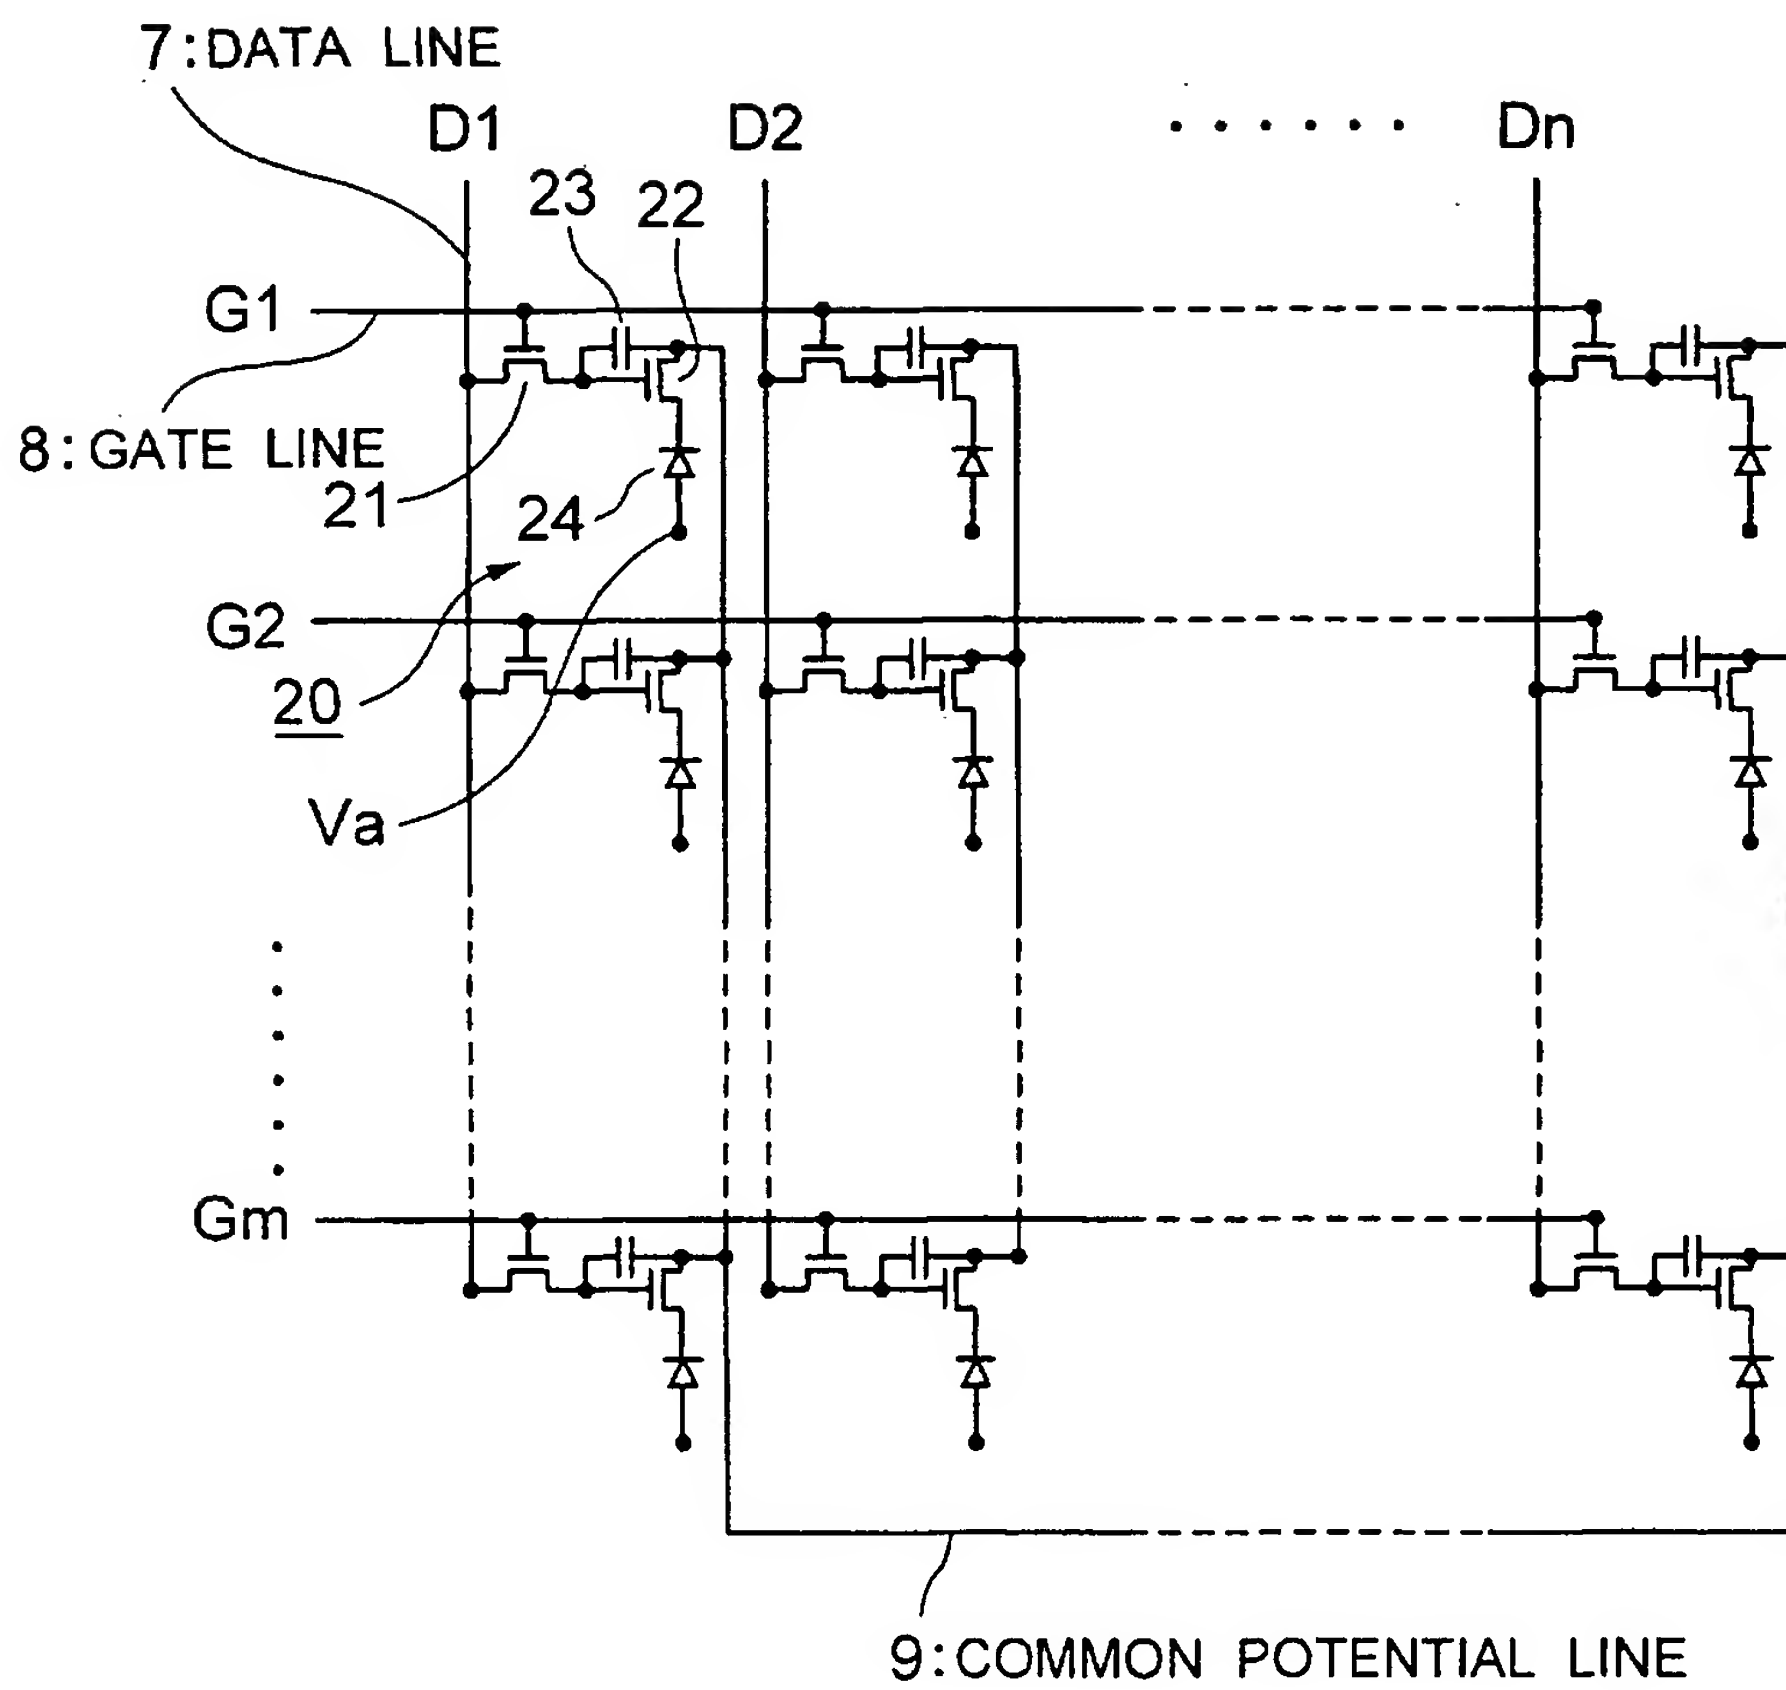 7:DATA LINE
D1 D2 ...... Dn
23 22
G1
8:GATE LINE
21 24
G2
20
Va
Gm
9:COMMON POTENTIAL LINE